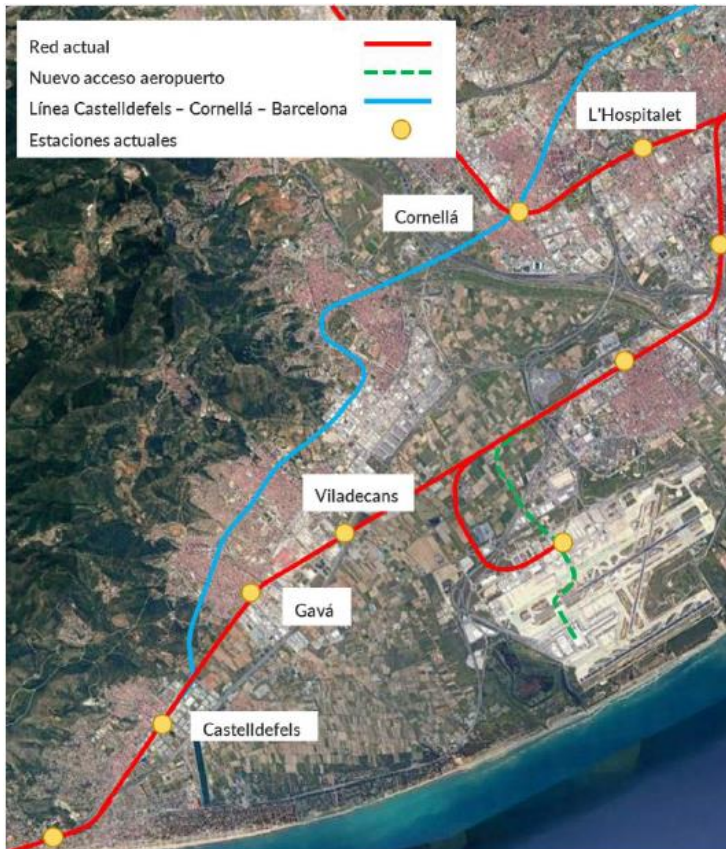 Red actual
Nuevo acceso aeropuerto
Línea Castelldefels – Cornellá – Barcelona
Estaciones actuales
L'Hospitalet
Cornellá
Viladecans
Gavá
Castelldefels